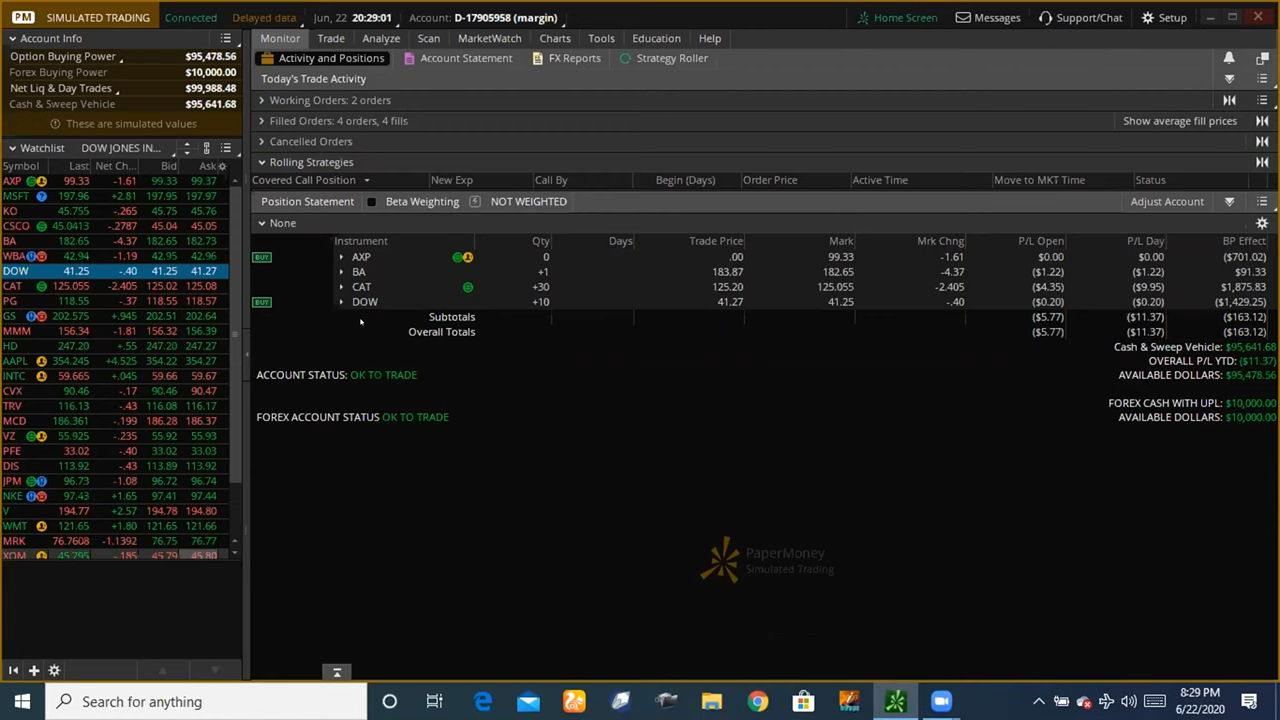 PM SIMULATED TRADING Connected Delayed data Jun, 22 20:29:01 Account: D-17905958 (margin) Home Screen Messages Support/Chat Setup
Account Info
Option Buying Power $95,478.56
Forex Buying Power $10,000.00
Net Liq & Day Trades $99,988.48
Cash & Sweep Vehicle $95,641.68
These are simulated values
Watchlist DOW JONES IN...
Symbol Last Net Ch... Bid Ask
AXP 99.33 -1.61 99.33 99.37
MSFT 197.96 +2.81 197.95 197.97
KO 45.755 -.265 45.75 45.76
CSCO 45.0413 -.2787 45.04 45.05
BA 182.65 -4.37 182.65 182.73
WBA 42.94 -1.19 42.95 42.96
DOW 41.25 -.40 41.25 41.27
CAT 125.055 -2.405 125.02 125.08
PG 118.55 -.37 118.55 118.59
GS 202.575 +.945 202.51 202.64
MMM 156.34 -1.81 156.32 156.39
HD 247.20 +.55 247.20 247.29
AAPL 354.245 +4.525 354.22 354.27
INTC 59.665 +.045 59.66 59.67
CVX 90.46 -.17 90.46 90.47
TRV 116.13 -.43 116.08 116.17
MCD 186.361 -.199 186.28 186.37
VZ 55.925 -.235 55.92 55.93
PFE 33.02 -.40 33.02 33.03
DIS 113.92 -.43 113.89 113.92
JPM 96.73 -1.08 96.72 96.74
NKE 97.43 +1.65 97.41 97.44
V 194.77 +2.57 194.78 194.80
WMT 121.65 +1.80 121.65 121.66
MRK 76.7608 -1.1392 76.75 76.77
XOM 45.795 -.185 45.79 45.80
Monitor Trade Analyze Scan MarketWatch Charts Tools Education Help
Activity and Positions Account Statement FX Reports Strategy Roller
Today's Trade Activity
Working Orders: 2 orders
Filled Orders: 4 orders, 4 fills Show average fill prices
Cancelled Orders
Rolling Strategies
Covered Call Position New Exp Call By Begin (Days) Order Price Active Time Move to MKT Time Status
Position Statement Beta Weighting NOT WEIGHTED Adjust Account
None
Instrument Qty Days Trade Price Mark Mrk Chng P/L Open P/L Day BP Effect
BUY AXP 0 .00 99.33 -1.61 $0.00 $0.00 ($701.02)
BA +1 183.87 182.65 -4.37 ($1.22) ($1.22) $91.33
CAT +30 125.20 125.055 -2.405 ($4.35) ($9.95) $1,875.83
BUY DOW +10 41.27 41.25 -.40 ($0.20) ($0.20) ($1,429.25)
Subtotals ($5.77) ($11.37) ($163.12)
Overall Totals ($5.77) ($11.37) ($163.12)
Cash & Sweep Vehicle: $95,641.68
OVERALL P/L YTD: ($11.37)
ACCOUNT STATUS: OK TO TRADE AVAILABLE DOLLARS: $95,478.56
FOREX CASH WITH UPL: $10,000.00
FOREX ACCOUNT STATUS OK TO TRADE AVAILABLE DOLLARS: $10,000.00
PaperMoney
Simulated Trading
Search for anything
8:29 PM
6/22/2020